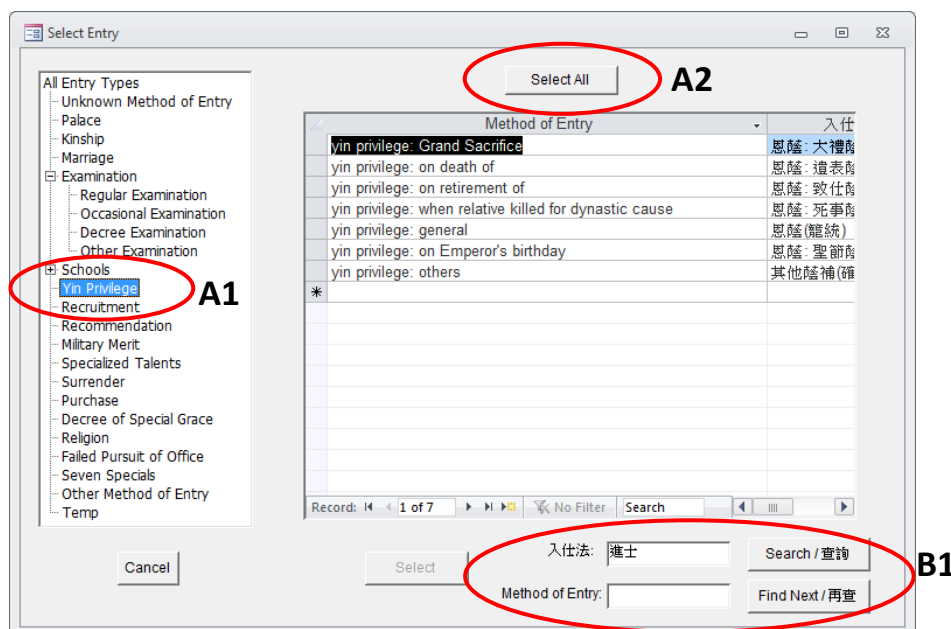 Select Entry
All Entry Types
Unknown Method of Entry
Palace
Kinship
Marriage
Examination
Regular Examination
Occasional Examination
Decree Examination
Other Examination
Schools
Yin Privilege
Recruitment
Recommendation
Military Merit
Specialized Talents
Surrender
Purchase
Decree of Special Grace
Religion
Failed Pursuit of Office
Seven Specials
Other Method of Entry
Temp
A1
Select All
A2
Method of Entry 入仕
yin privilege: Grand Sacrifice 恩蔭: 大禮蔭
yin privilege: on death of 恩蔭: 遺表蔭
yin privilege: on retirement of 恩蔭: 致仕蔭
yin privilege: when relative killed for dynastic cause 恩蔭: 死事蔭
yin privilege: general 恩蔭(籠統)
yin privilege: on Emperor's birthday 恩蔭: 聖節蔭
yin privilege: others 其他蔭補(確
Record: 1 of 7 No Filter Search
Cancel
Select
入仕法: 進士 Search / 查詢
Method of Entry: Find Next / 再查
B1